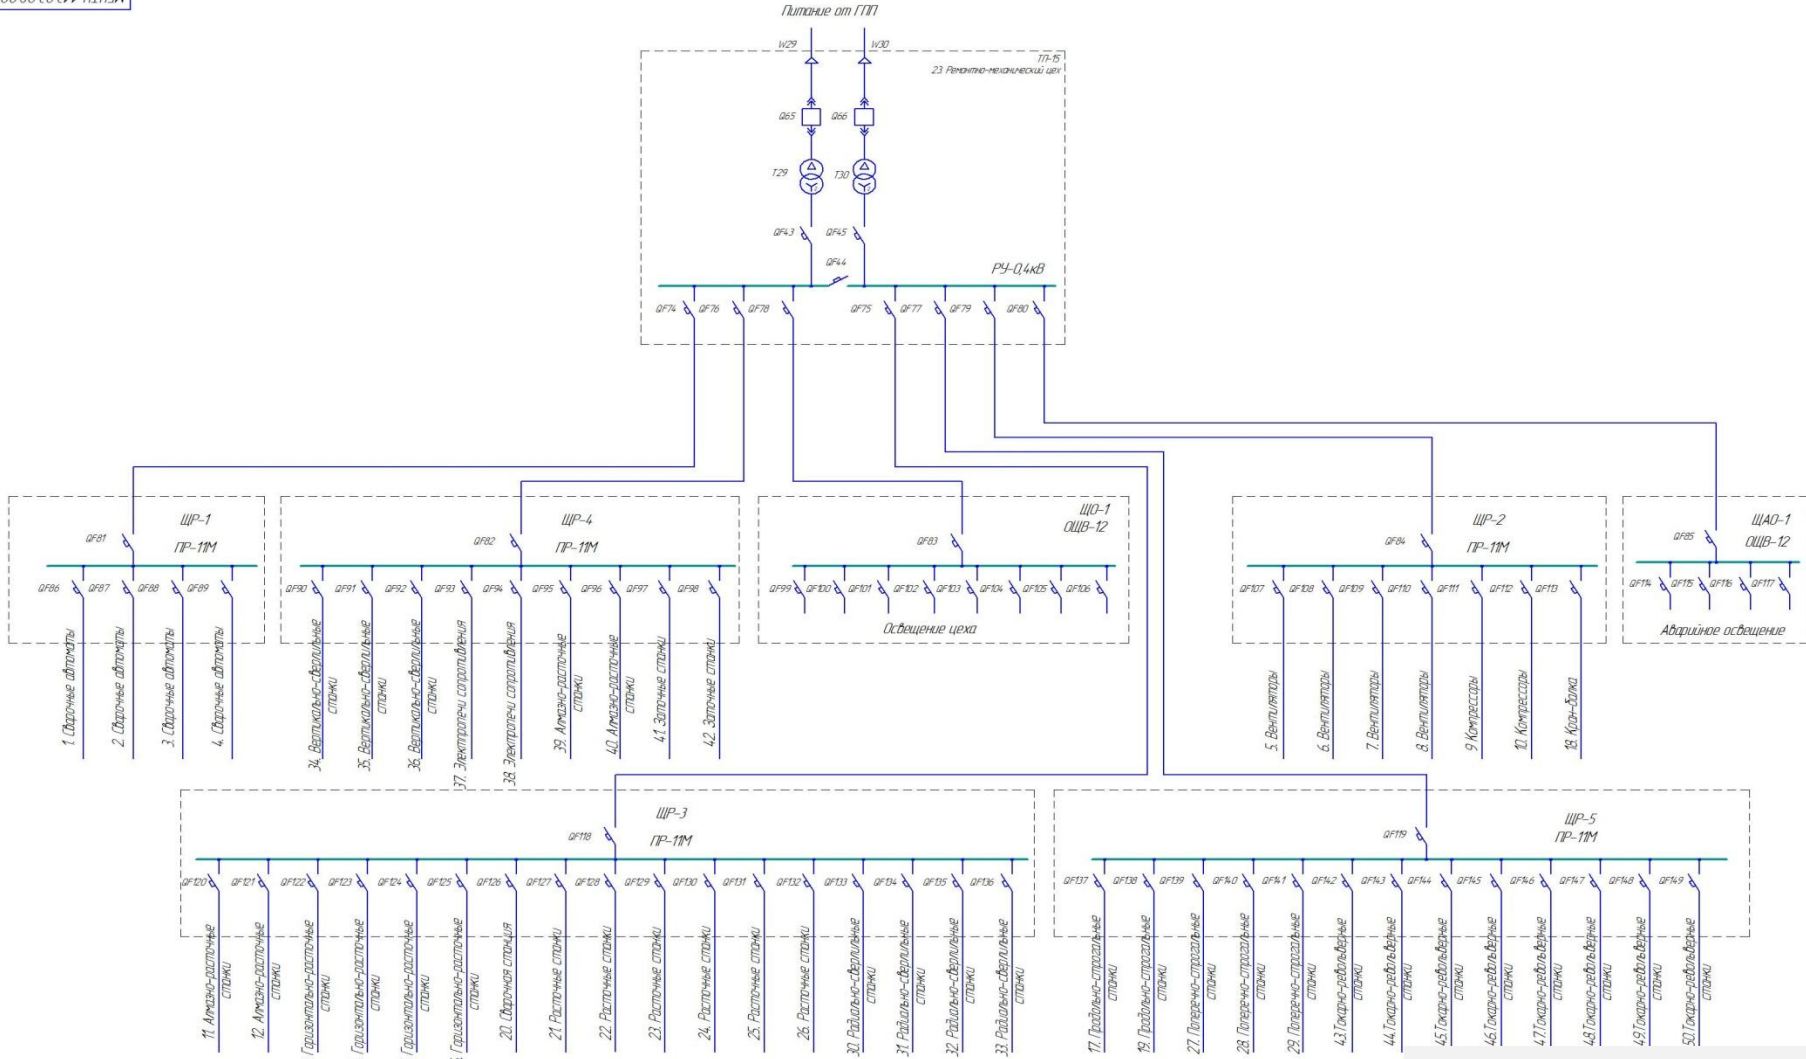 Питание от ГПП
W29
W30
ТП-15
23. Ремонтно-механический цех
Q65
Q66
T29
T30
QF43
QF45
QF44
РУ-0,4кВ
QF74
QF76
QF78
QF75
QF77
QF79
QF80
ЩР-1
ПР-11М
QF81
QF86
QF87
QF88
QF89
1. Сварочные автоматы
2. Сварочные автоматы
3. Сварочные автоматы
4. Сварочные автоматы
ЩР-4
ПР-11М
QF82
QF90
QF91
QF92
QF93
QF94
QF95
QF96
QF97
QF98
34. Вертикально-сверлильные
станки
35. Вертикально-сверлильные
станки
36. Вертикально-сверлильные
станки
37. Электропечи сопротивления
38. Электропечи сопротивления
39. Алмазно-расточные
станки
40. Алмазно-расточные
станки
41. Заточные станки
42. Заточные станки
ЩО-1
ОЩВ-12
QF83
QF99
QF100
QF101
QF102
QF103
QF104
QF105
QF106
Освещение цеха
ЩР-2
ПР-11М
QF84
QF107
QF108
QF109
QF110
QF111
QF112
QF113
5. Вентиляторы
6. Вентиляторы
7. Вентиляторы
8. Вентиляторы
9 Компрессоры
10. Компрессоры
18. Кран-балка
ЩАО-1
ОЩВ-12
QF85
QF114
QF115
QF116
QF117
Аварийное освещение
ЩР-3
ПР-11М
QF118
QF120
QF121
QF122
QF123
QF124
QF125
QF126
QF127
QF128
QF129
QF130
QF131
QF132
QF133
QF134
QF135
QF136
11. Алмазно-расточные
станки
12. Алмазно-расточные
станки
Горизонтально-расточные
станки
Горизонтально-расточные
станки
Горизонтально-расточные
станки
Горизонтально-расточные
станки
20. Сварочная станция
21. Расточные станки
22. Расточные станки
23. Расточные станки
24. Расточные станки
25. Расточные станки
26. Расточные станки
30. Радиально-сверлильные
станки
31. Радиально-сверлильные
станки
32. Радиально-сверлильные
станки
33. Радиально-сверлильные
станки
ЩР-5
ПР-11М
QF119
QF137
QF138
QF139
QF140
QF141
QF142
QF143
QF144
QF145
QF146
QF147
QF148
QF149
17. Продольно-строгальные
станки
19. Продольно-строгальные
станки
27. Поперечно-строгальные
станки
28. Поперечно-строгальные
станки
29. Поперечно-строгальные
станки
43.Токарно-револьверные
станки
44.Токарно-револьверные
станки
45.Токарно-револьверные
станки
46.Токарно-револьверные
станки
47.Токарно-револьверные
станки
48.Токарно-револьверные
станки
49.Токарно-револьверные
станки
50.Токарно-револьверные
станки